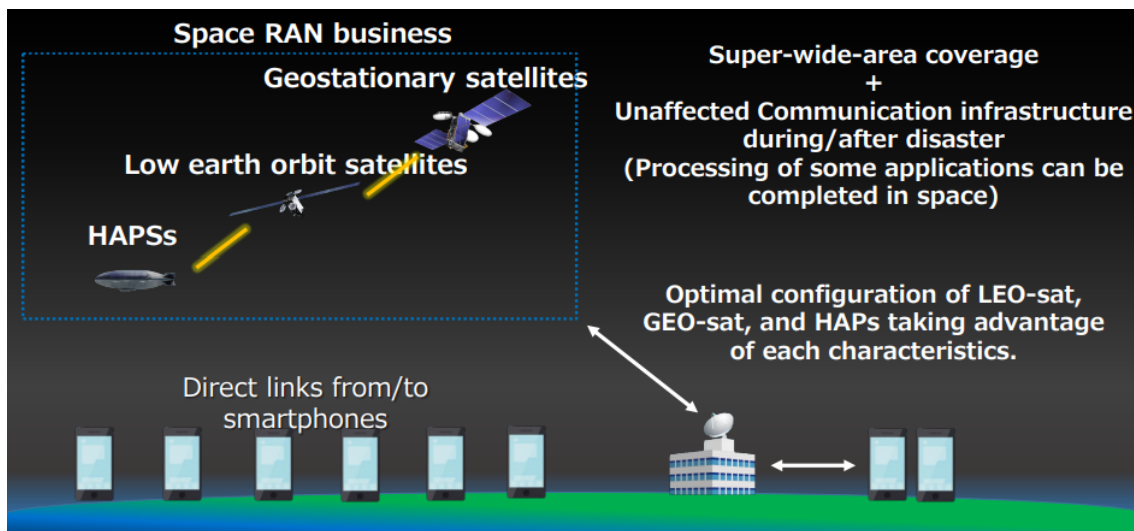 Space RAN business
Geostationary satellites
Low earth orbit satellites
HAPSs
Super-wide-area coverage
+
Unaffected Communication infrastructure
during/after disaster
(Processing of some applications can be
completed in space)
Optimal configuration of LEO-sat,
GEO-sat, and HAPs taking advantage
of each characteristics.
Direct links from/to
smartphones